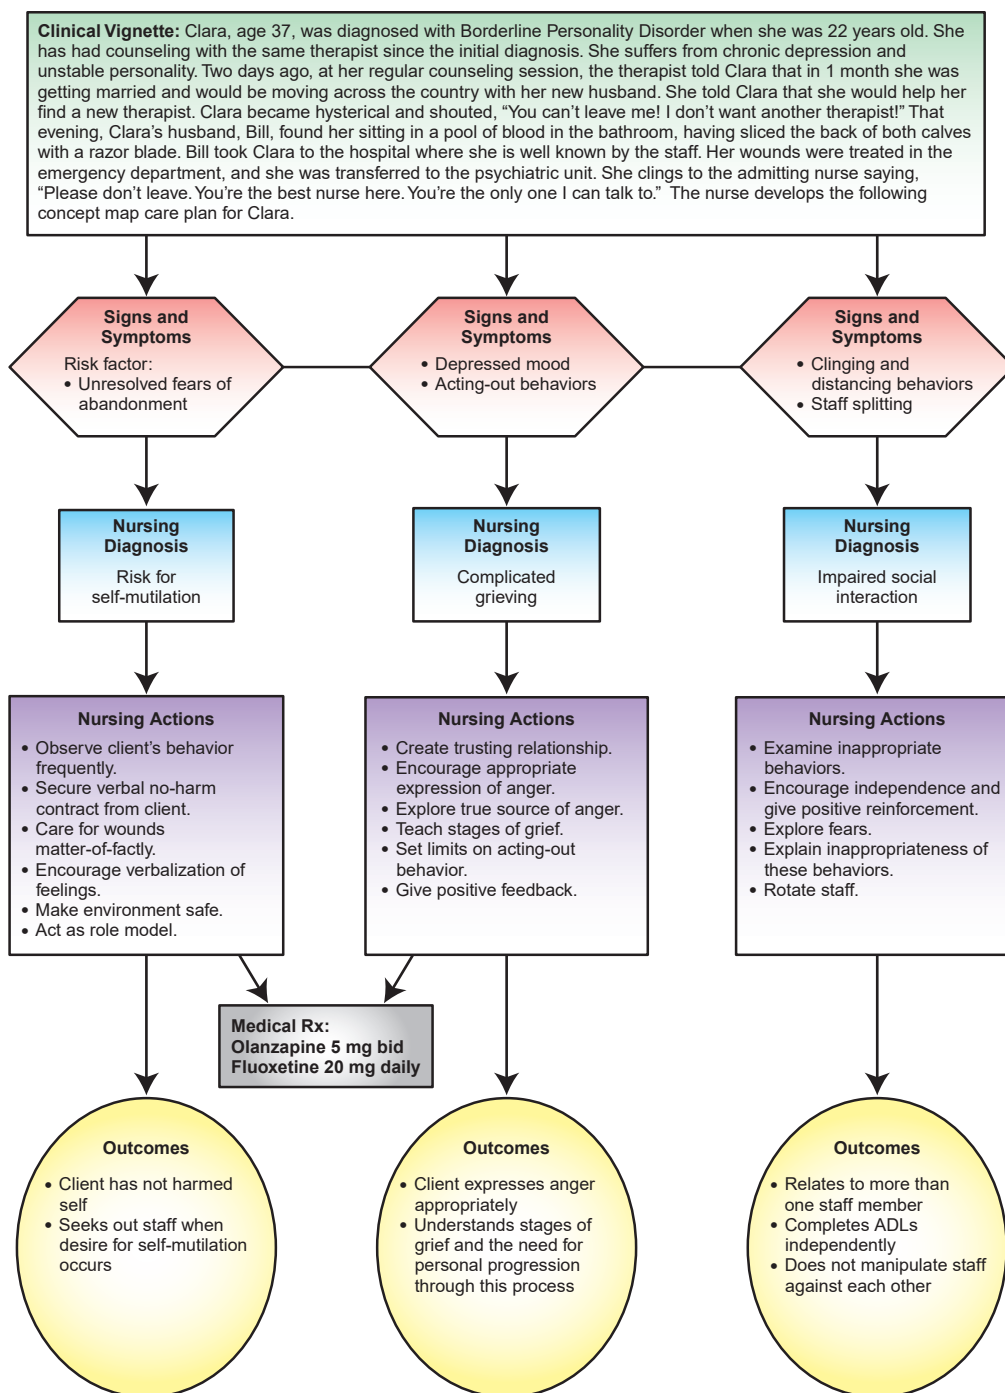 Clinical Vignette: Clara, age 37, was diagnosed with Borderline Personality Disorder when she was 22 years old. She
has had counseling with the same therapist since the initial diagnosis. She suffers from chronic depression and
unstable personality. Two days ago, at her regular counseling session, the therapist told Clara that in 1 month she was
getting married and would be moving across the country with her new husband. She told Clara that she would help her
find a new therapist. Clara became hysterical and shouted, “You can’t leave me! I don’t want another therapist!” That
evening, Clara’s husband, Bill, found her sitting in a pool of blood in the bathroom, having sliced the back of both calves
with a razor blade. Bill took Clara to the hospital where she is well known by the staff. Her wounds were treated in the
emergency department, and she was transferred to the psychiatric unit. She clings to the admitting nurse saying,
“Please don’t leave. You’re the best nurse here. You’re the only one I can talk to.” The nurse develops the following
concept map care plan for Clara.
Signs and
Symptoms
Risk factor:
• Unresolved fears of
abandonment
Signs and
Symptoms
• Depressed mood
• Acting-out behaviors
Signs and
Symptoms
• Clinging and
distancing behaviors
• Staff splitting
Nursing
Diagnosis
Risk for
self-mutilation
Nursing
Diagnosis
Complicated
grieving
Nursing
Diagnosis
Impaired social
interaction
Nursing Actions
• Observe client’s behavior
frequently.
• Secure verbal no-harm
contract from client.
• Care for wounds
matter-of-factly.
• Encourage verbalization of
feelings.
• Make environment safe.
• Act as role model.
Nursing Actions
• Create trusting relationship.
• Encourage appropriate
expression of anger.
• Explore true source of anger.
• Teach stages of grief.
• Set limits on acting-out
behavior.
• Give positive feedback.
Nursing Actions
• Examine inappropriate
behaviors.
• Encourage independence and
give positive reinforcement.
• Explore fears.
• Explain inappropriateness of
these behaviors.
• Rotate staff.
Medical Rx:
Olanzapine 5 mg bid
Fluoxetine 20 mg daily
Outcomes
• Client has not harmed
self
• Seeks out staff when
desire for self-mutilation
occurs
Outcomes
• Client expresses anger
appropriately
• Understands stages of
grief and the need for
personal progression
through this process
Outcomes
• Relates to more than
one staff member
• Completes ADLs
independently
• Does not manipulate staff
against each other